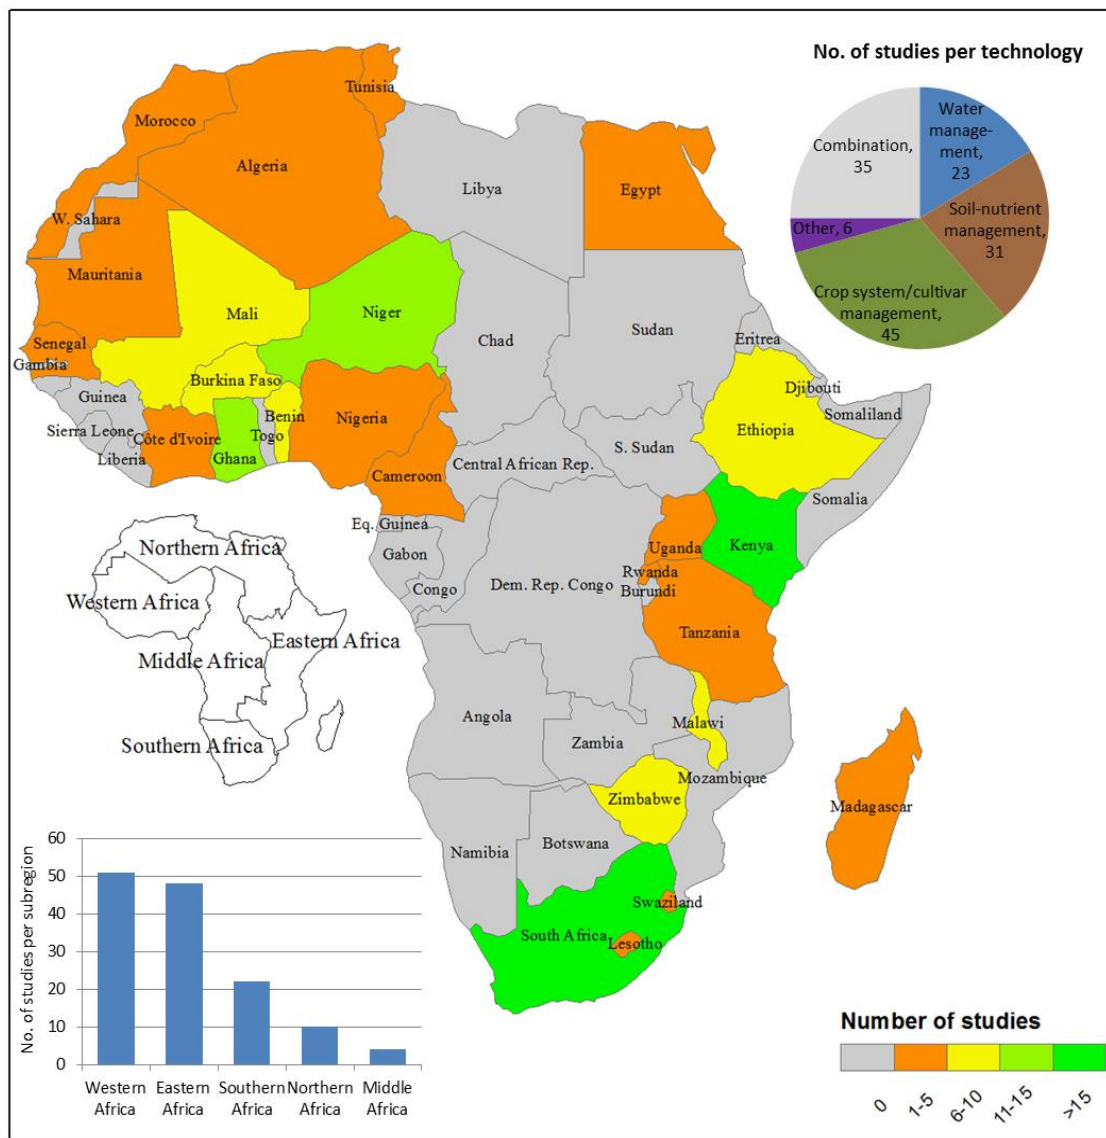 No. of studies per technology
Combination,
35
Water
manage-
ment,
23
Soil-nutrient
management,
31
Other, 6
Crop system/cultivar
management,
45
Tunisia
Morocco
Algeria
Libya
Egypt
W. Sahara
Mauritania
Mali
Niger
Chad
Sudan
Eritrea
Senegal
Gambia
Guinea
Burkina Faso
Djibouti
Somaliland
Benin
Nigeria
Ethiopia
Sierra Leone
Côte d'Ivoire
Togo
Liberia
Ghana
S. Sudan
Central African Rep.
Cameroon
Somalia
Eq. Guinea
Gabon
Uganda
Kenya
Congo
Dem. Rep. Congo
Rwanda
Burundi
Tanzania
Angola
Malawi
Zambia
Mozambique
Zimbabwe
Madagascar
Namibia
Botswana
Swaziland
South Africa
Lesotho
Northern Africa
Western Africa
Eastern Africa
Middle Africa
Southern Africa
No. of studies per subregion
60
50
40
30
20
10
0
Western
Africa
Eastern
Africa
Southern
Africa
Northern
Africa
Middle
Africa
Number of studies
0
1-5
6-10
11-15
>15